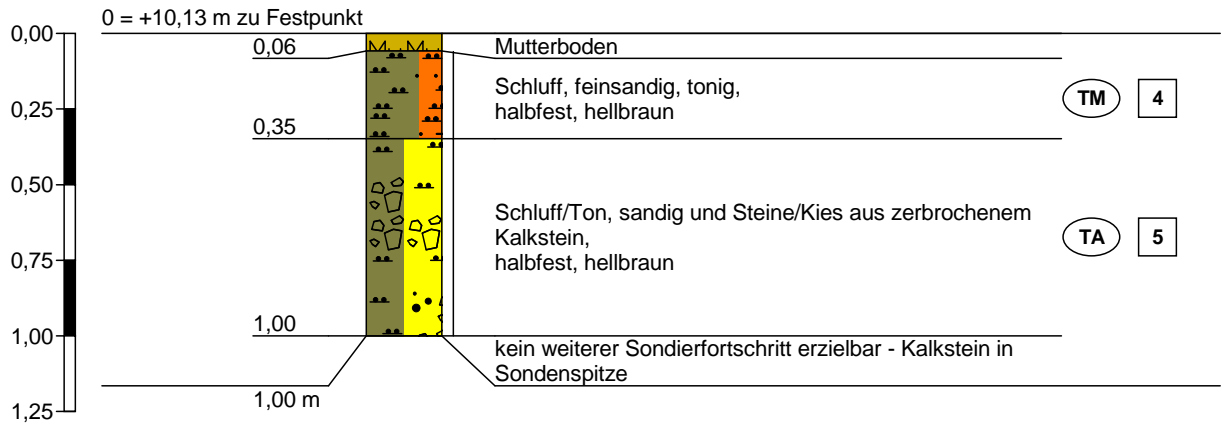 0 = +10,13 m zu Festpunkt
0,00
0,06
Mutterboden
Schluff, feinsandig, tonig,
halbfest, hellbraun
TM
4
0,25
0,35
0,50
Schluff/Ton, sandig und Steine/Kies aus zerbrochenem
Kalkstein,
halbfest, hellbraun
TA
5
0,75
1,00
1,00
kein weiterer Sondierfortschritt erzielbar - Kalkstein in
Sondenspitze
1,00 m
1,25